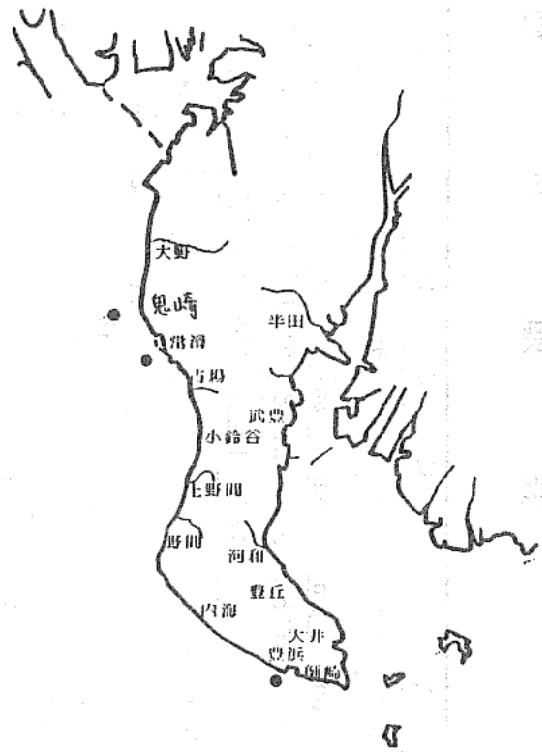 大野
鬼崎
半田
常滑
古場
武豊
小鈴谷
上野間
野間
河和
豊丘
内海
大井
豊浜
師崎